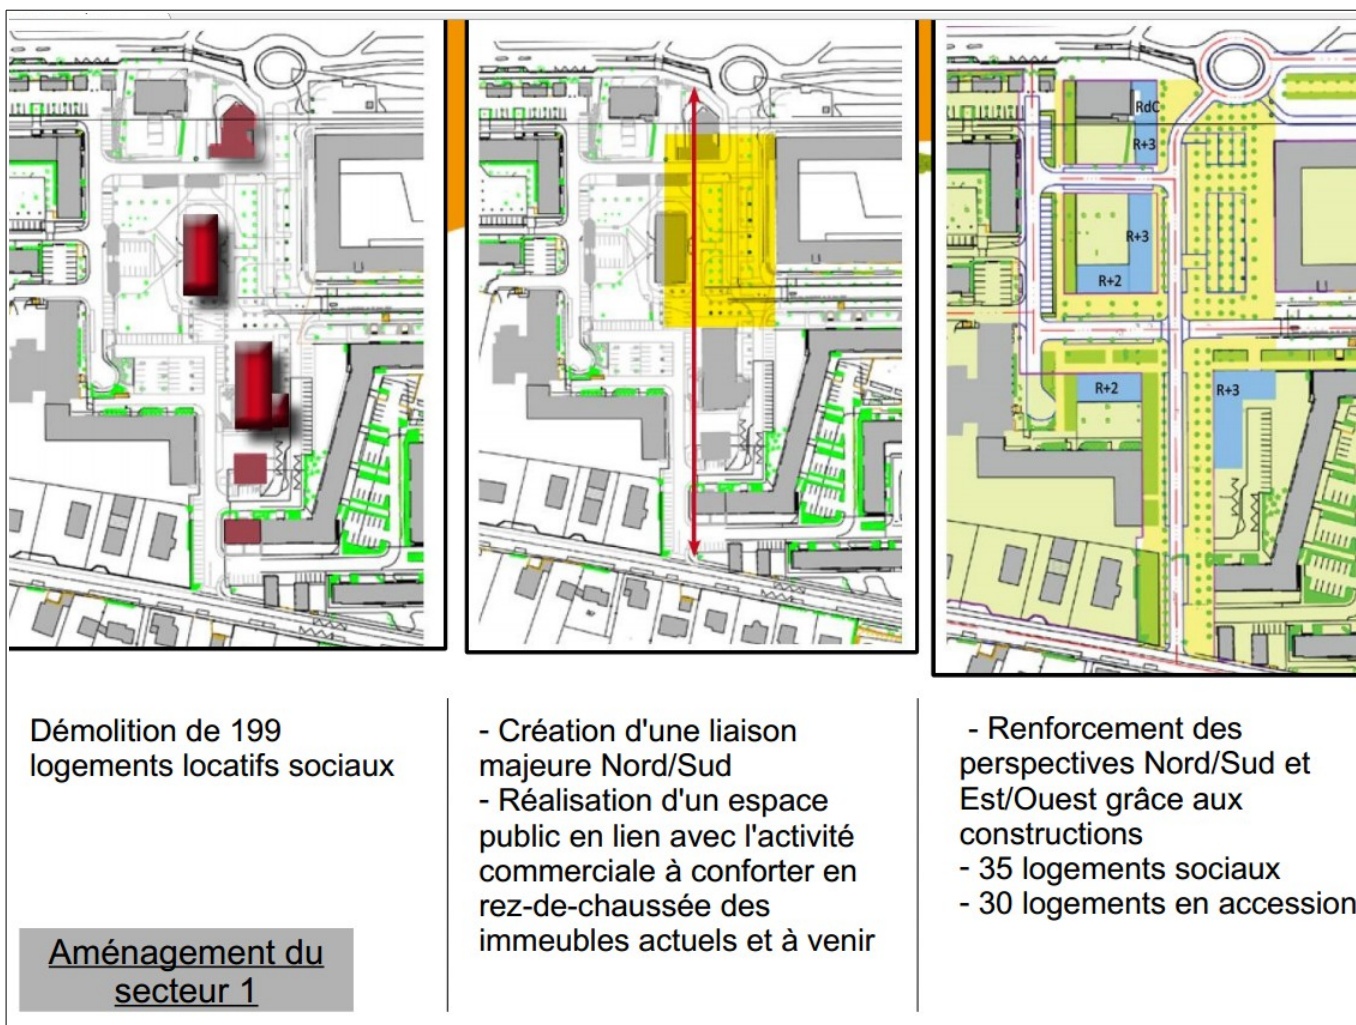 RdC
R+3
R+3
R+2
R+2
R+3
Démolition de 199
logements locatifs sociaux
- Création d'une liaison
majeure Nord/Sud
- Réalisation d'un espace
public en lien avec l'activité
commerciale à conforter en
rez-de-chaussée des
immeubles actuels et à venir
- Renforcement des
perspectives Nord/Sud et
Est/Ouest grâce aux
constructions
- 35 logements sociaux
- 30 logements en accession
Aménagement du
secteur 1